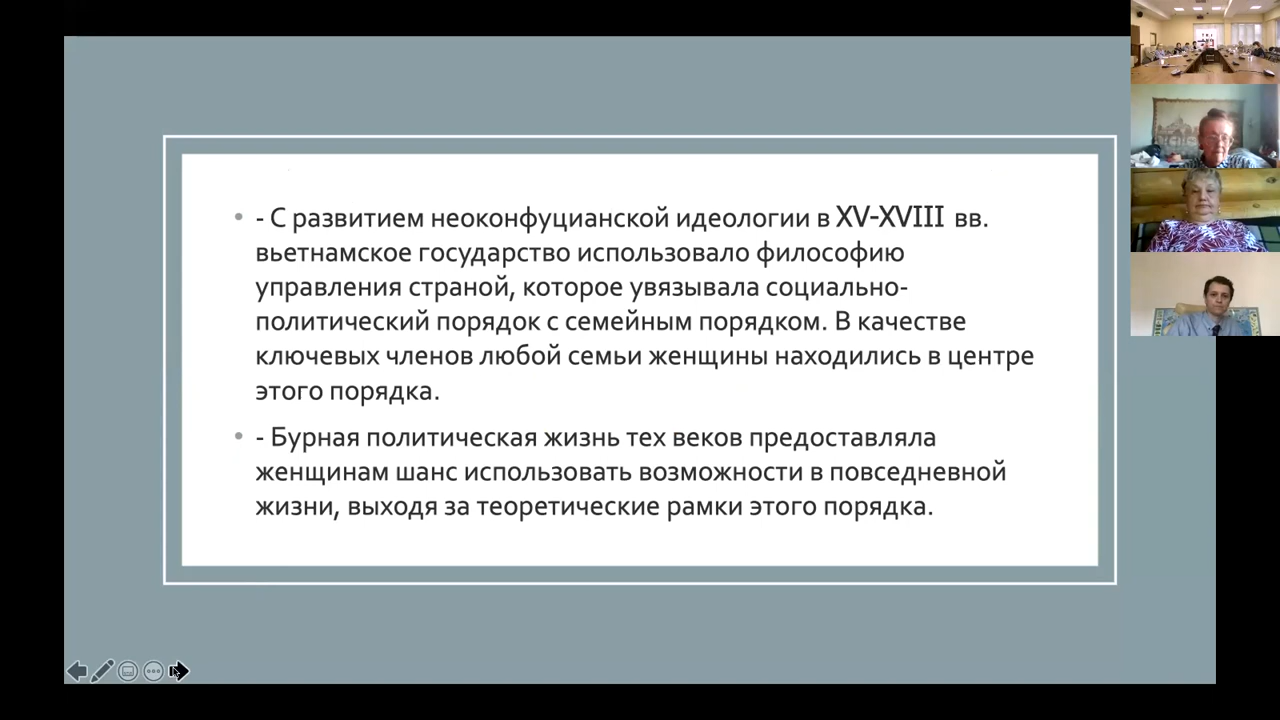 - С развитием неоконфуцианской идеологии в XV-XVIII вв.
вьетнамское государство использовало философию
управления страной, которое увязывала социально-
политический порядок с семейным порядком. В качестве
ключевых членов любой семьи женщины находились в центре
этого порядка.
- Бурная политическая жизнь тех веков предоставляла
женщинам шанс использовать возможности в повседневной
жизни, выходя за теоретические рамки этого порядка.